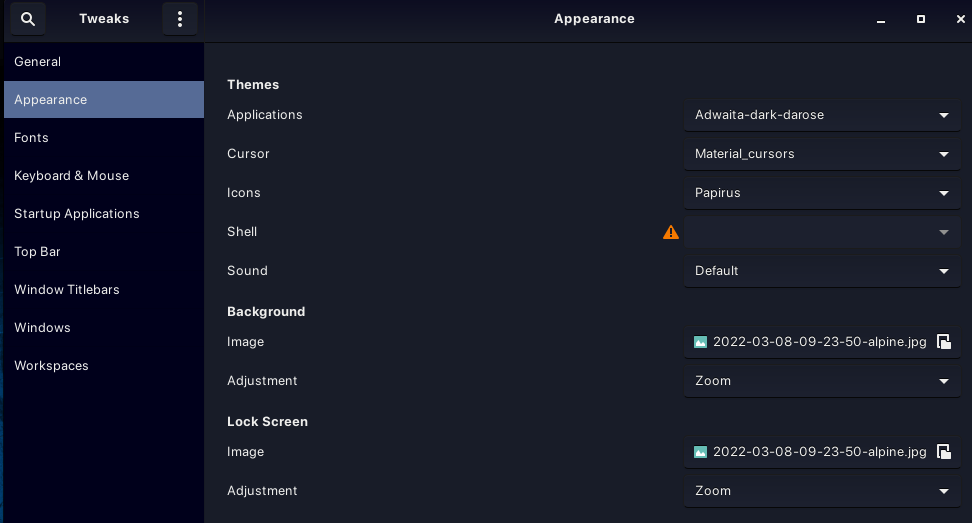 Tweaks
Appearance
General
Appearance
Fonts
Keyboard & Mouse
Startup Applications
Top Bar
Window Titlebars
Windows
Workspaces
Themes
Applications Adwaita-dark-darose
Cursor Material_cursors
Icons Papirus
Shell
Sound Default
Background
Image 2022-03-08-09-23-50-alpine.jpg
Adjustment Zoom
Lock Screen
Image 2022-03-08-09-23-50-alpine.jpg
Adjustment Zoom